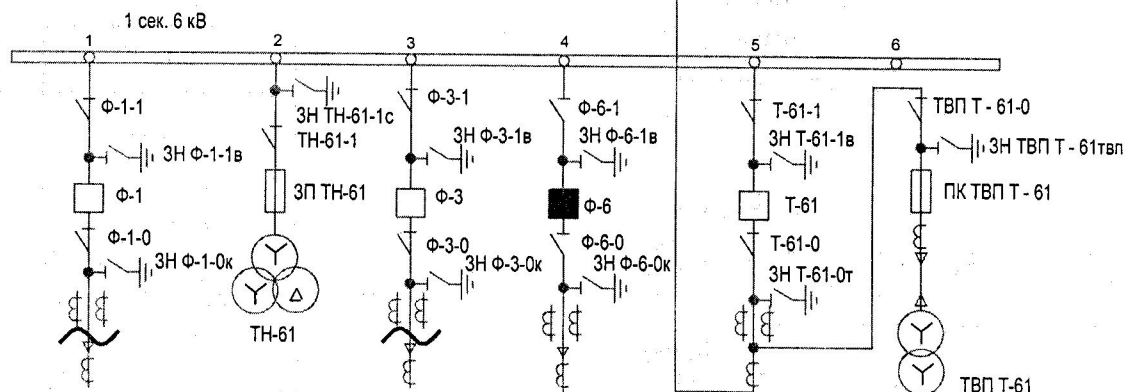 1 сек. 6 кВ
1
2
3
4
5
6
Ф-1-1
ЗН Ф-1-1в
Ф-1
Ф-1-0
ЗН Ф-1-0к
ЗН ТН-61-1с
ТН-61-1
ЗП ТН-61
ТН-61
Ф-3-1
ЗН Ф-3-1в
Ф-3
Ф-3-0
ЗН Ф-3-0к
Ф-6-1
ЗН Ф-6-1в
Ф-6
Ф-6-0
ЗН Ф-6-0к
Т-61-1
ЗН Т-61-1в
Т-61
Т-61-0
ЗН Т-61-0т
ТВП Т - 61-0
ЗН ТВП Т - 61твп
ПК ТВП Т - 61
ТВП Т-61